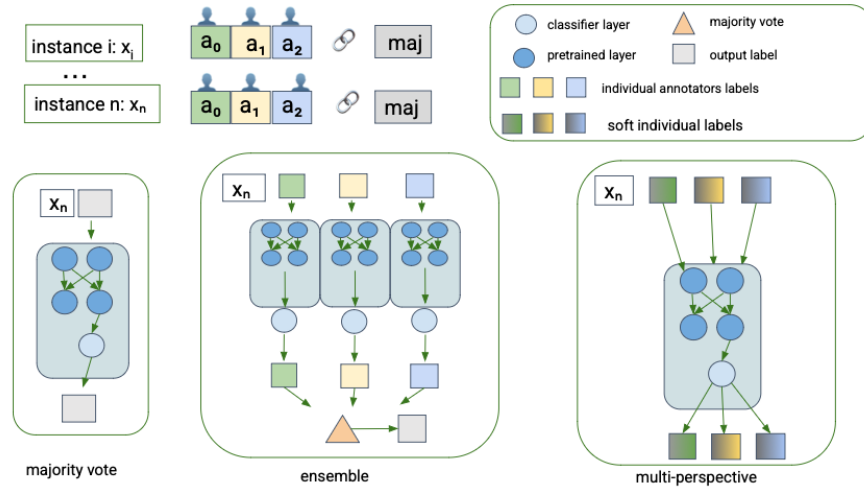 instance i: xi
a0 a1 a2
maj
...
instance n: xn
a0 a1 a2
maj
classifier layer
majority vote
pretrained layer
output label
individual annotators labels
soft individual labels
xn
majority vote
xn
ensemble
xn
multi-perspective